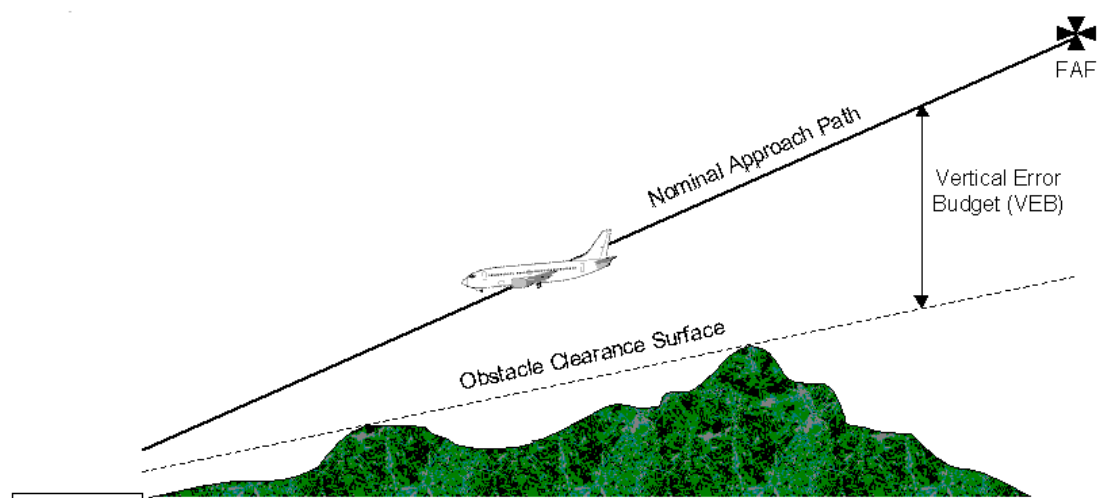 FAF
Nominal Approach Path
Vertical Error
Budget (VEB)
Obstacle Clearance Surface